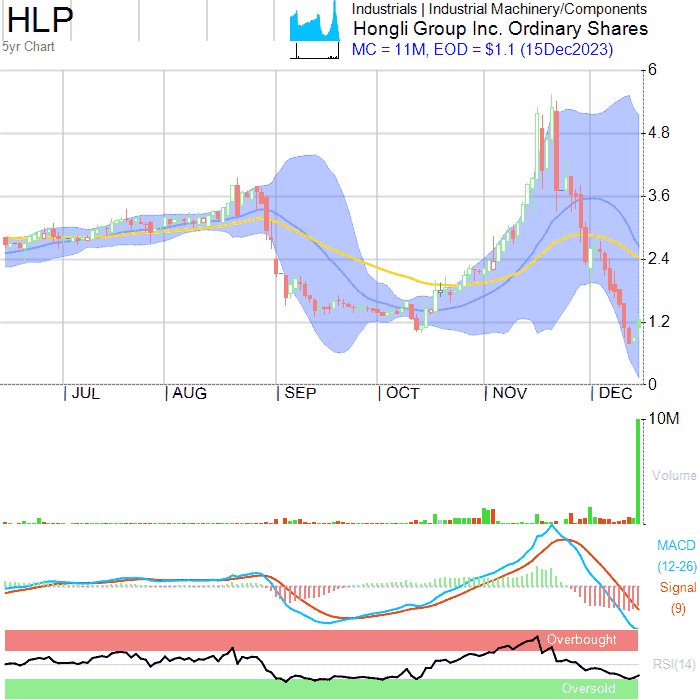 HLP
5yr Chart
Industrials | Industrial Machinery/Components
Hongli Group Inc. Ordinary Shares
MC = 11M, EOD = $1.1 (15Dec2023)
6
4.8
3.6
2.4
1.2
0
JUL
AUG
SEP
OCT
NOV
DEC
10M
Volume
MACD
(12-26)
Signal
(9)
Overbought
RSI(14)
Oversold